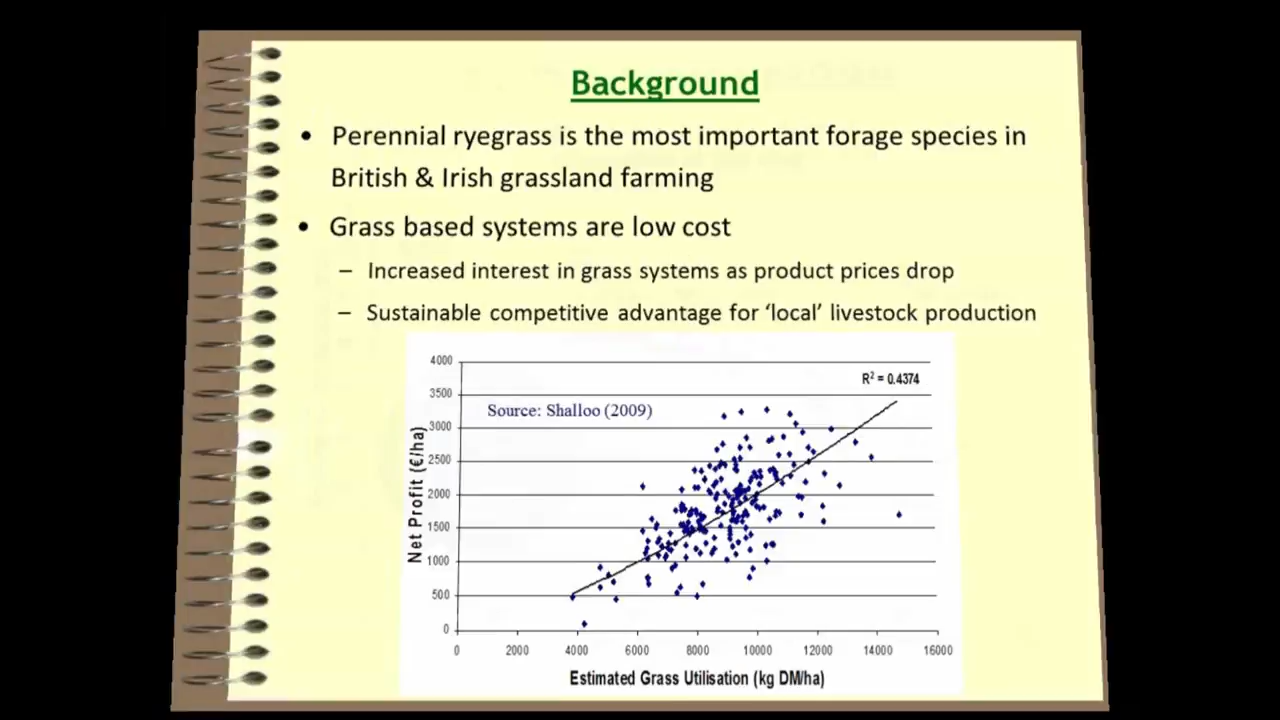 Background
• Perennial ryegrass is the most important forage species in
British & Irish grassland farming
• Grass based systems are low cost
– Increased interest in grass systems as product prices drop
– Sustainable competitive advantage for ‘local’ livestock production
4000
R² = 0.4374
3500
Source: Shalloo (2009)
3000
2500
2000
1500
1000
500
0
Net Profit (€/ha)
0 2000 4000 6000 8000 10000 12000 14000 16000
Estimated Grass Utilisation (kg DM/ha)